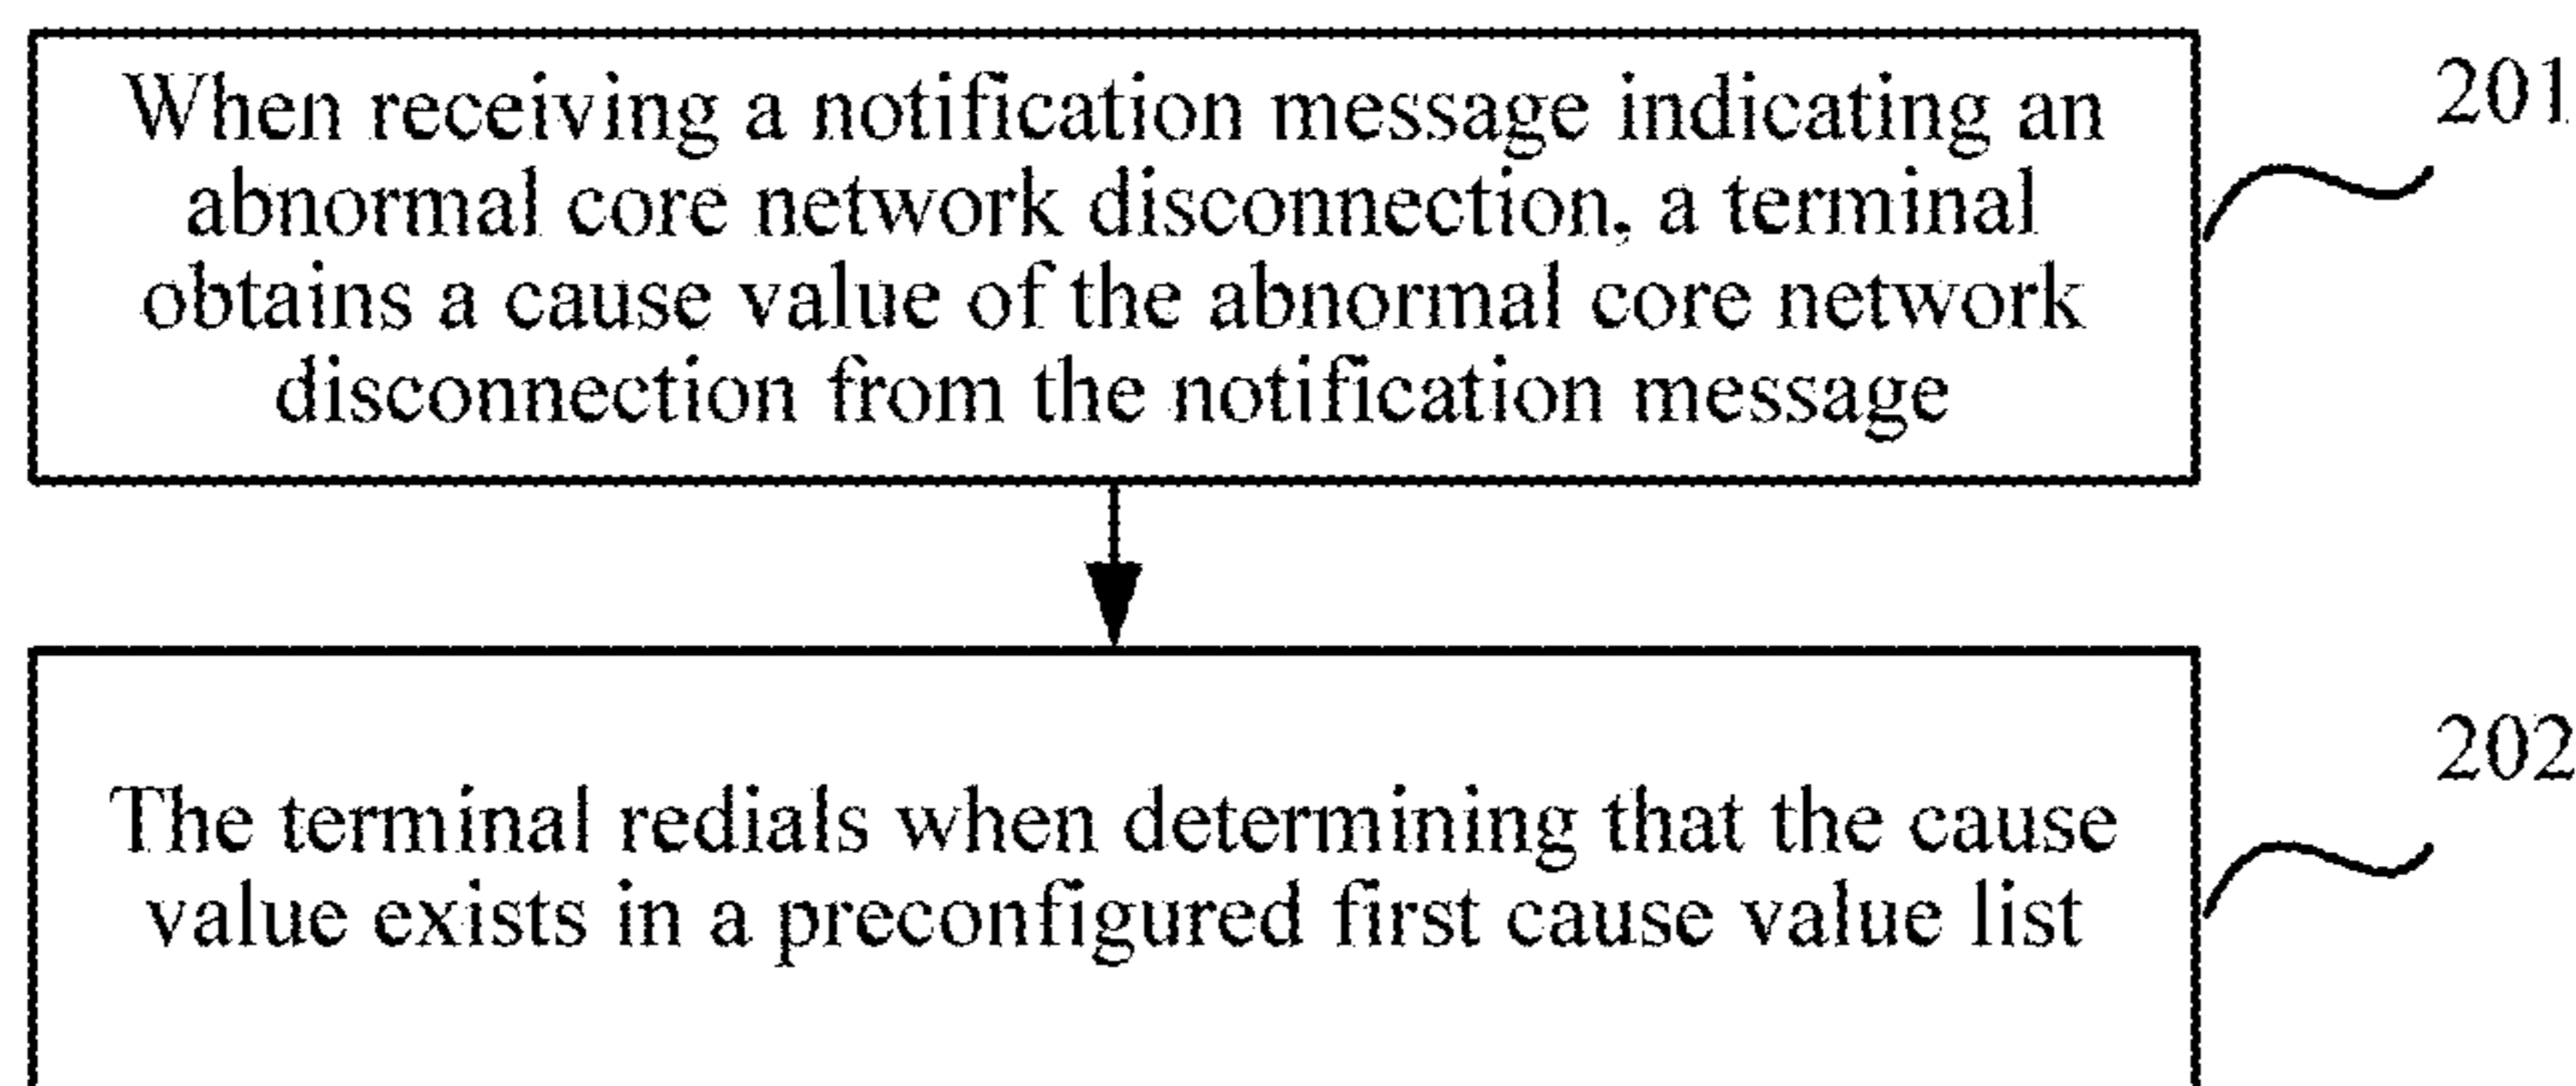 When receiving a notification message indicating an
abnormal core network disconnection, a terminal
obtains a cause value of the abnormal core network
disconnection from the notification message
201
The terminal redials when determining that the cause
value exists in a preconfigured first cause value list
202